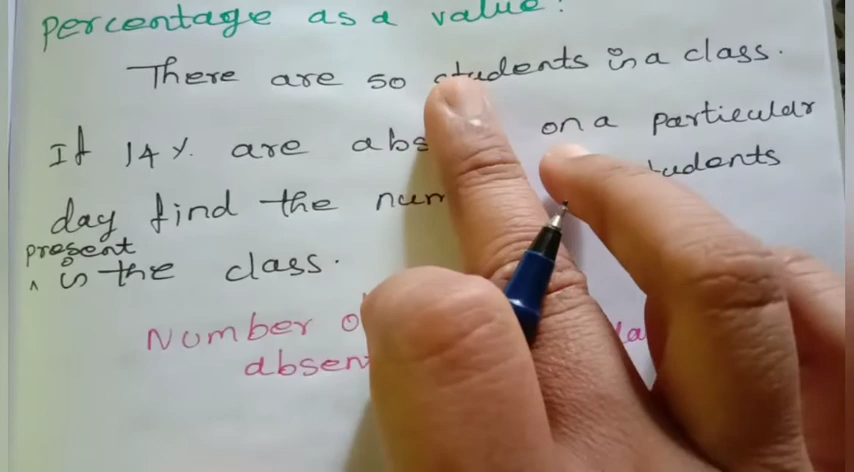 Percentage as a value:
There are 50 students in a class.
If 14%. are abs on a particular
day find the num students
present
in the class.
Number o
absen